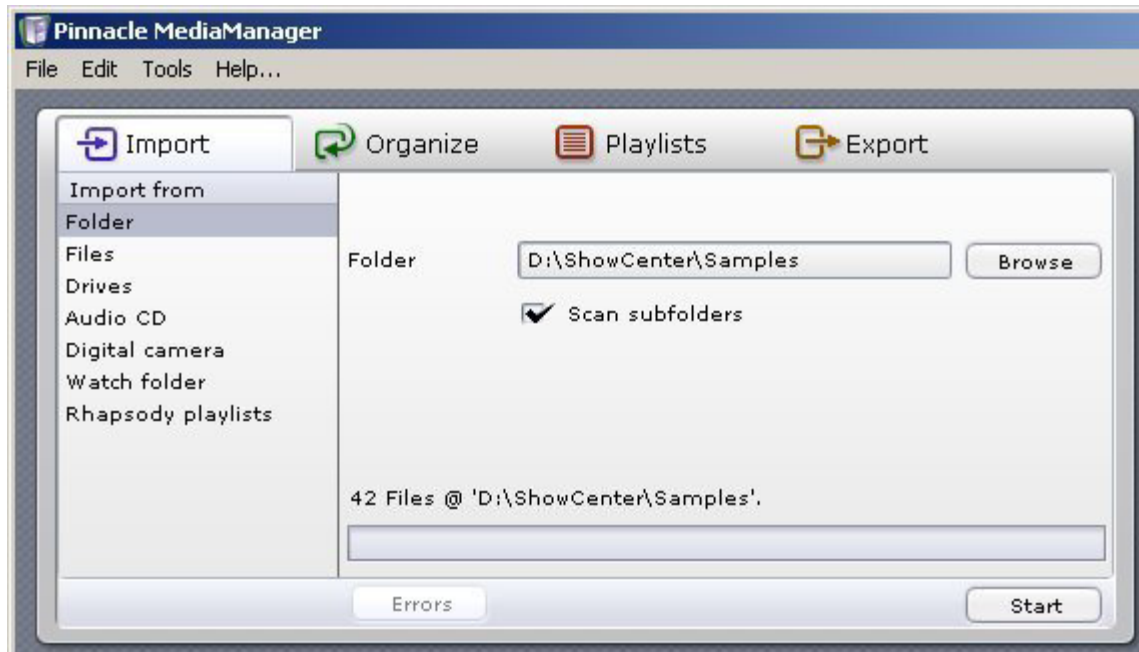 Pinnacle MediaManager
File Edit Tools Help...
Import Organize Playlists Export
Import from
Folder
Files
Drives
Audio CD
Digital camera
Watch folder
Rhapsody playlists
Folder D:\ShowCenter\Samples Browse
Scan subfolders
42 Files @ 'D:\ShowCenter\Samples'.
Errors Start